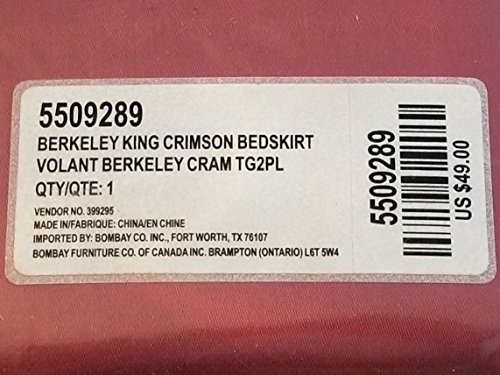 5509289
BERKELEY KING CRIMSON BEDSKIRT
VOLANT BERKELEY CRAM TG2PL
QTY/QTE: 1
VENDOR NO. 399295
MADE IN/FABRIQUE: CHINA/EN CHINE
IMPORTED BY: BOMBAY CO. INC., FORT WORTH, TX 76107
BOMBAY FURNITURE CO. OF CANADA INC. BRAMPTON (ONTARIO) L6T 5W4
5509289
US $49.00